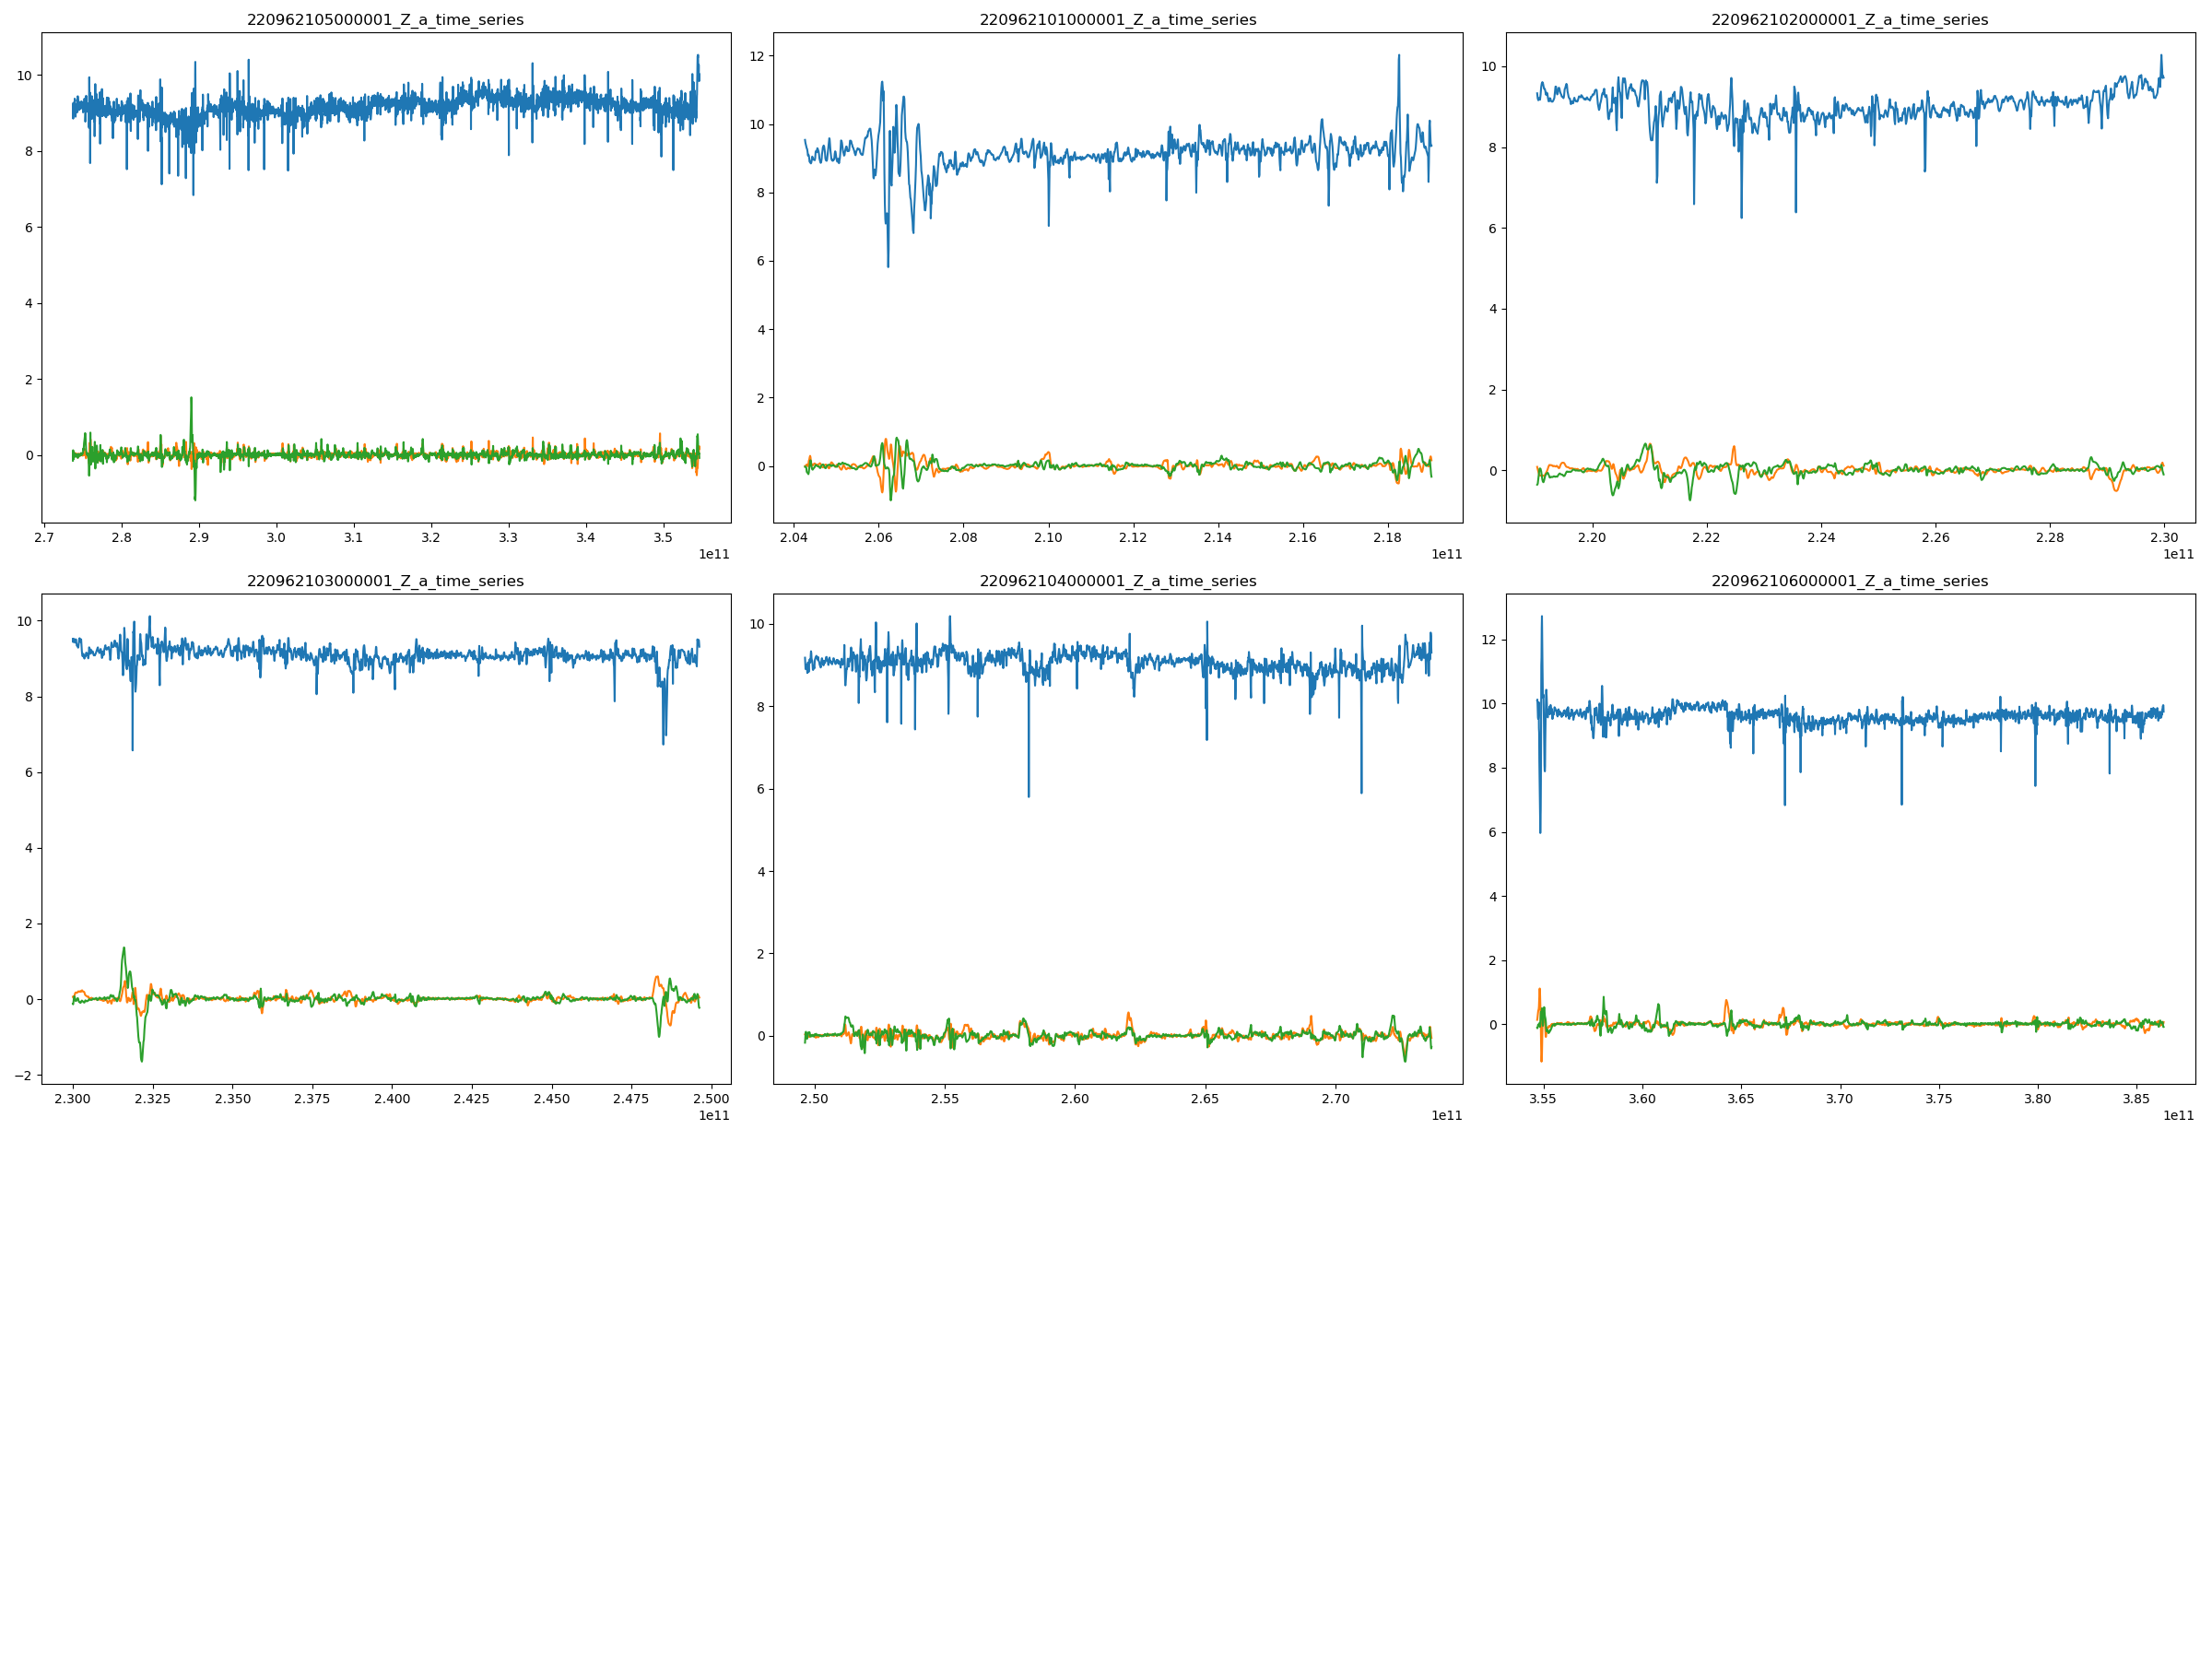 220962105000001_Z_a_time_series 220962101000001_Z_a_time_series 220962102000001_Z_a_time_series
10 12 10
8 10 8
6 8 6
4 6 4
2 4 2
0 2 0
0
2.7 2.8 2.9 3.0 3.1 3.2 3.3 3.4 3.5 2.04 2.06 2.08 2.10 2.12 2.14 2.16 2.18 2.20 2.22 2.24 2.26 2.28 2.30
1e11 1e11 1e11
220962103000001_Z_a_time_series 220962104000001_Z_a_time_series 220962106000001_Z_a_time_series
10 10 12
8 8 10
6 6 8
4 4 6
2 2 4
0 0 2
−2 0
2.300 2.325 2.350 2.375 2.400 2.425 2.450 2.475 2.500 2.50 2.55 2.60 2.65 2.70 3.55 3.60 3.65 3.70 3.75 3.80 3.85
1e11 1e11 1e11